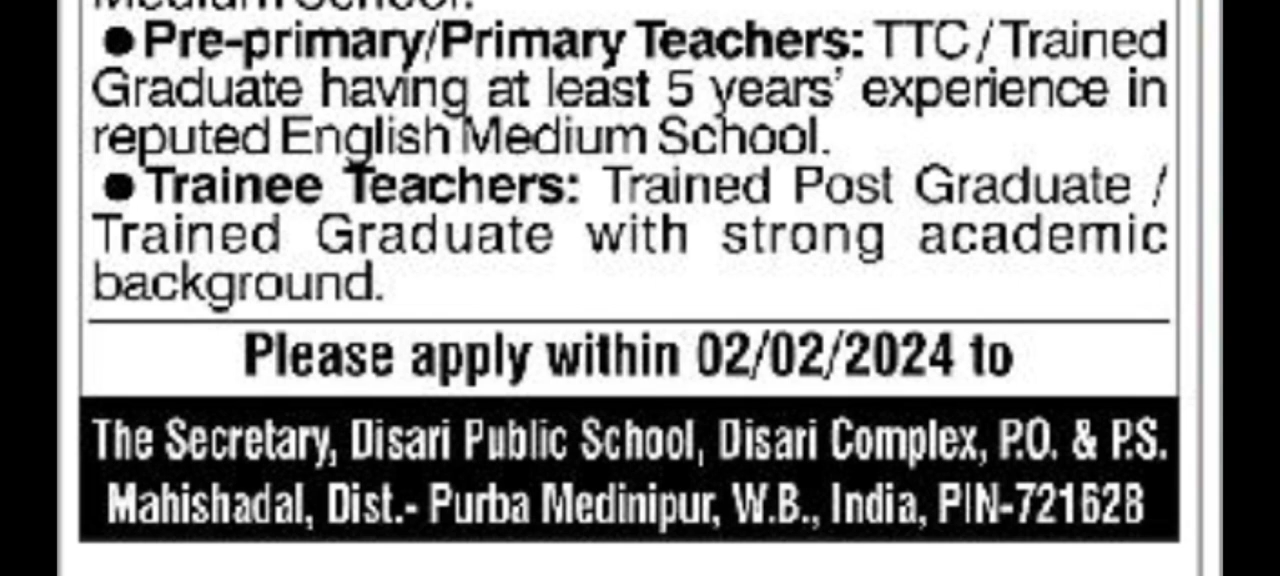 Medium School.
●Pre-primary/Primary Teachers: TTC/Trained
Graduate having at least 5 years' experience in
reputed English Medium School.
●Trainee Teachers: Trained Post Graduate /
Trained Graduate with strong academic
background.
Please apply within 02/02/2024 to
The Secretary, Disari Public School, Disari Complex, P.O. & P.S.
Mahishadal, Dist.- Purba Medinipur, W.B., India, PIN-721628